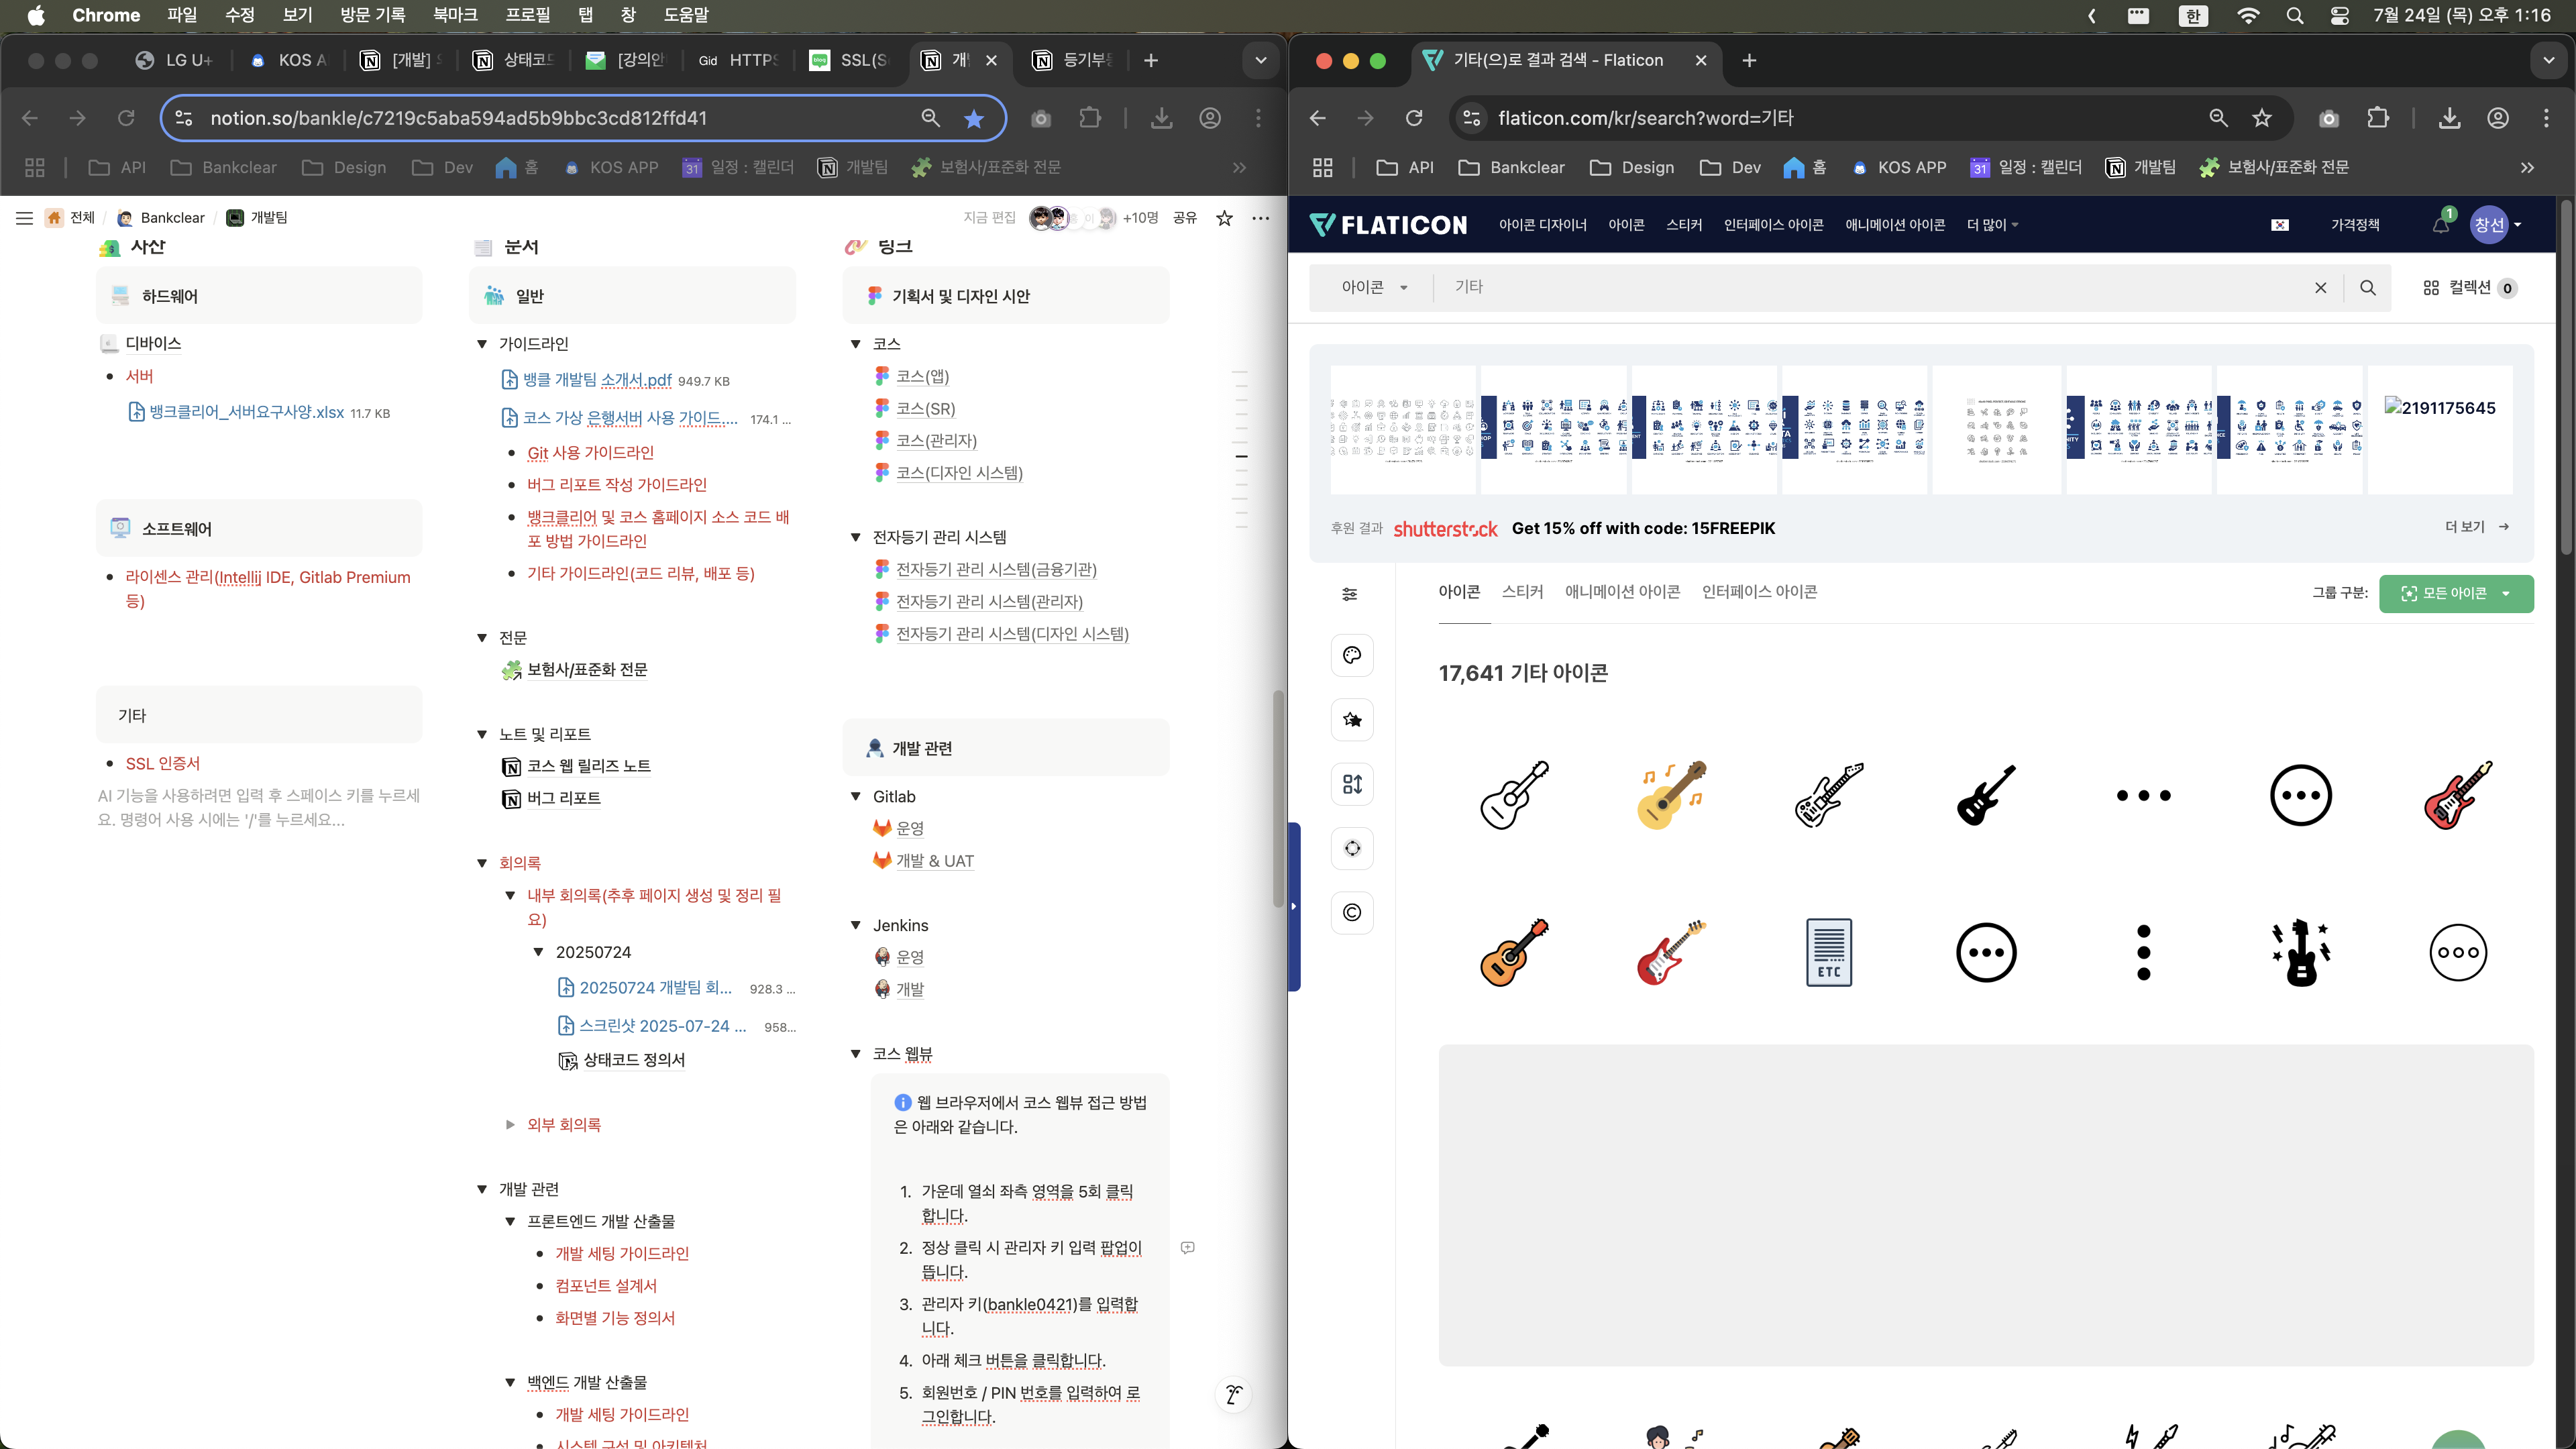 Chrome 파일 수정 보기 방문 기록 북마크 프로필 탭 창 도움말
한 7월 24일 (목) 오후 1:16
LG U+ KOS A [개발] 상태코드 [강의안 Gid HTTPS SSL(S 개 등기부
notion.so/bankle/c7219c5aba594ad5b9bbc3cd812ffd41
API Bankclear Design Dev 홈 KOS APP 31 일정 : 캘린더 개발팀 보험사/표준화 전문
전체 / Bankclear / 개발팀
지금 편집 +10명 공유
자산
하드웨어
디바이스
서버
뱅크클리어_서버요구사양.xlsx 11.7 KB
소프트웨어
라이센스 관리(Intellij IDE, Gitlab Premium
등)
기타
SSL 인증서
AI 기능을 사용하려면 입력 후 스페이스 키를 누르세
요. 명령어 사용 시에는 '/'를 누르세요...
문서
일반
가이드라인
뱅클 개발팀 소개서.pdf 949.7 KB
코스 가상 은행서버 사용 가이드.... 174.1 ...
Git 사용 가이드라인
버그 리포트 작성 가이드라인
뱅크클리어 및 코스 홈페이지 소스 코드 배
포 방법 가이드라인
기타 가이드라인(코드 리뷰, 배포 등)
전문
보험사/표준화 전문
노트 및 리포트
코스 웹 릴리즈 노트
버그 리포트
회의록
내부 회의록(추후 페이지 생성 및 정리 필
요)
20250724
20250724 개발팀 회... 928.3 ...
스크린샷 2025-07-24 ... 958...
상태코드 정의서
외부 회의록
개발 관련
프론트엔드 개발 산출물
개발 세팅 가이드라인
컴포넌트 설계서
화면별 기능 정의서
백엔드 개발 산출물
개발 세팅 가이드라인
시스템 구성 및 아키텍처
링크
기획서 및 디자인 시안
코스
코스(앱)
코스(SR)
코스(관리자)
코스(디자인 시스템)
전자등기 관리 시스템
전자등기 관리 시스템(금융기관)
전자등기 관리 시스템(관리자)
전자등기 관리 시스템(디자인 시스템)
개발 관련
Gitlab
운영
개발 & UAT
Jenkins
운영
개발
코스 웹뷰
웹 브라우저에서 코스 웹뷰 접근 방법
은 아래와 같습니다.
1. 가운데 열쇠 좌측 영역을 5회 클릭
합니다.
2. 정상 클릭 시 관리자 키 입력 팝업이
뜹니다.
3. 관리자 키(bankle0421)를 입력합
니다.
4. 아래 체크 버튼을 클릭합니다.
5. 회원번호 / PIN 번호를 입력하여 로
그인합니다.
기타(으)로 결과 검색 - Flaticon
flaticon.com/kr/search?word=기타
API Bankclear Design Dev 홈 KOS APP 31 일정 : 캘린더 개발팀 보험사/표준화 전문
FLATICON 아이콘 디자이너 아이콘 스티커 인터페이스 아이콘 애니메이션 아이콘 더 많이 가격정책 1 창선
아이콘 기타 컬렉션 0
2191175645
후원 결과 shutterstock Get 15% off with code: 15FREEPIK 더 보기
아이콘 스티커 애니메이션 아이콘 인터페이스 아이콘 그룹 구분: 모든 아이콘
17,641 기타 아이콘
ETC